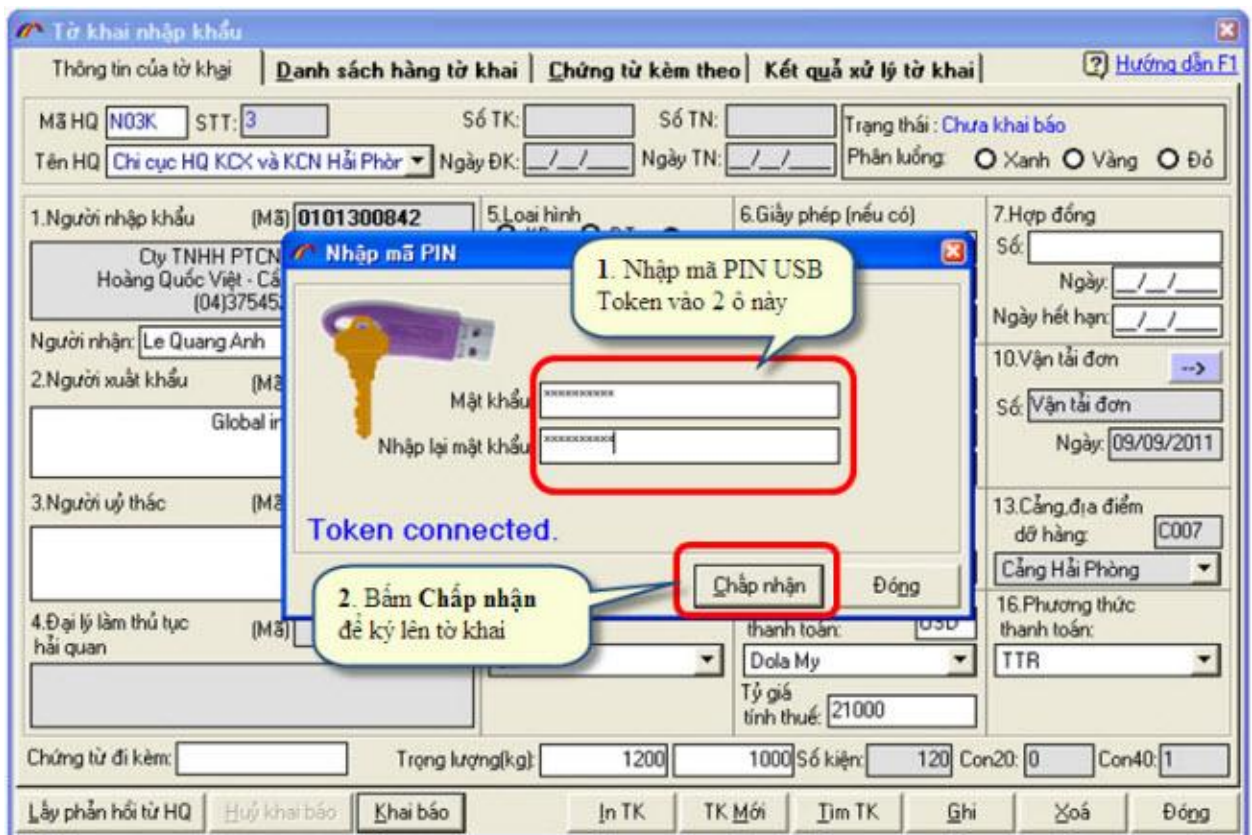 Tờ khai nhập khẩu
Thông tin của tờ khại Danh sách hàng tờ khai Chứng từ kèm theo Kết quả xử lý tờ khai Hướng dẫn F1
Mã HQ N03K STT: 3 Số TK: Số TN: Trạng thái : Chưa khai báo
Tên HQ Chi cục HQ KCX và KCN Hải Phòr Ngày ĐK: _/_/_ Ngày TN: _/_/_ Phân luồng: Xanh Vàng Đỏ
1.Người nhập khẩu (Mã) 0101300842 5.Loại hình 6.Giấy phép (nếu có) 7.Hợp đồng
Cty TNHH PTCN
Hoàng Quốc Việt - Cầ
(04)37545
Số:
Ngày: _/_/_
Ngày hết hạn: _/_/_
Nhập mã PIN
1. Nhập mã PIN USB
Token vào 2 ô này
Người nhận: Le Quang Anh
2.Người xuất khẩu (Mã
Global in
Mật khẩu xxxxxxxxxx
Nhập lại mật khẩu xxxxxxxxxx
10.Vận tải đơn -->
Số: Vận tải đơn
Ngày: 09/09/2011
3.Người uỷ thác (Mã
Token connected.
Chấp nhận Đóng
2. Bấm Chấp nhận
để ký lên tờ khai
13.Cảng,địa điểm
dỡ hàng: C007
Cảng Hải Phòng
4.Đại lý làm thủ tục (Mã)
hải quan
thanh toán: USD
Dola My
Tỷ giá
tính thuế: 21000
16.Phương thức
thanh toán:
TTR
Chứng từ đi kèm: Trọng lượng(kg): 1200 1000 Số kiện: 120 Con20: 0 Con40: 1
Lấy phản hồi từ HQ Huỷ khai báo Khai báo In TK TK Mới Tìm TK Ghi Xoá Đóng